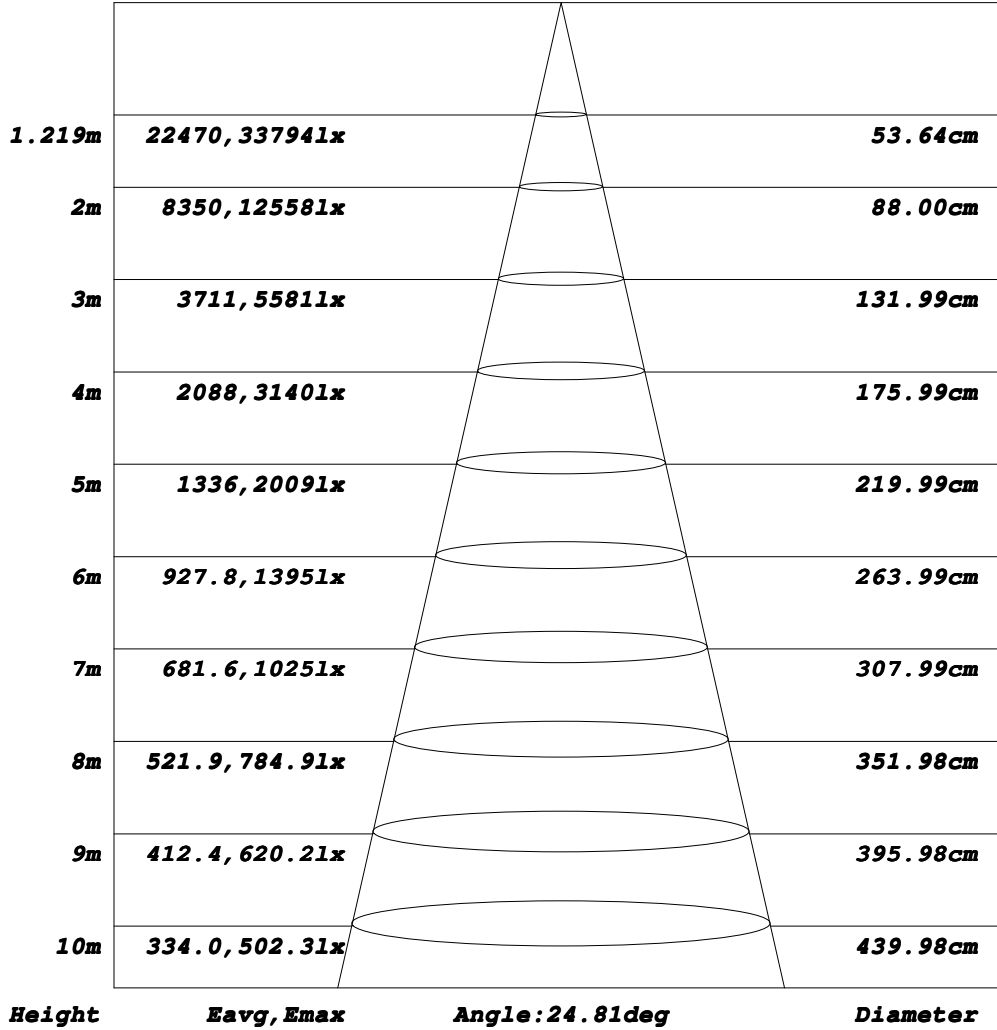 1.219m 22470,33794lx 53.64cm
2m 8350,12558lx 88.00cm
3m 3711,5581lx 131.99cm
4m 2088,3140lx 175.99cm
5m 1336,2009lx 219.99cm
6m 927.8,1395lx 263.99cm
7m 681.6,1025lx 307.99cm
8m 521.9,784.9lx 351.98cm
9m 412.4,620.2lx 395.98cm
10m 334.0,502.3lx 439.98cm
Height Eavg,Emax Angle:24.81deg Diameter